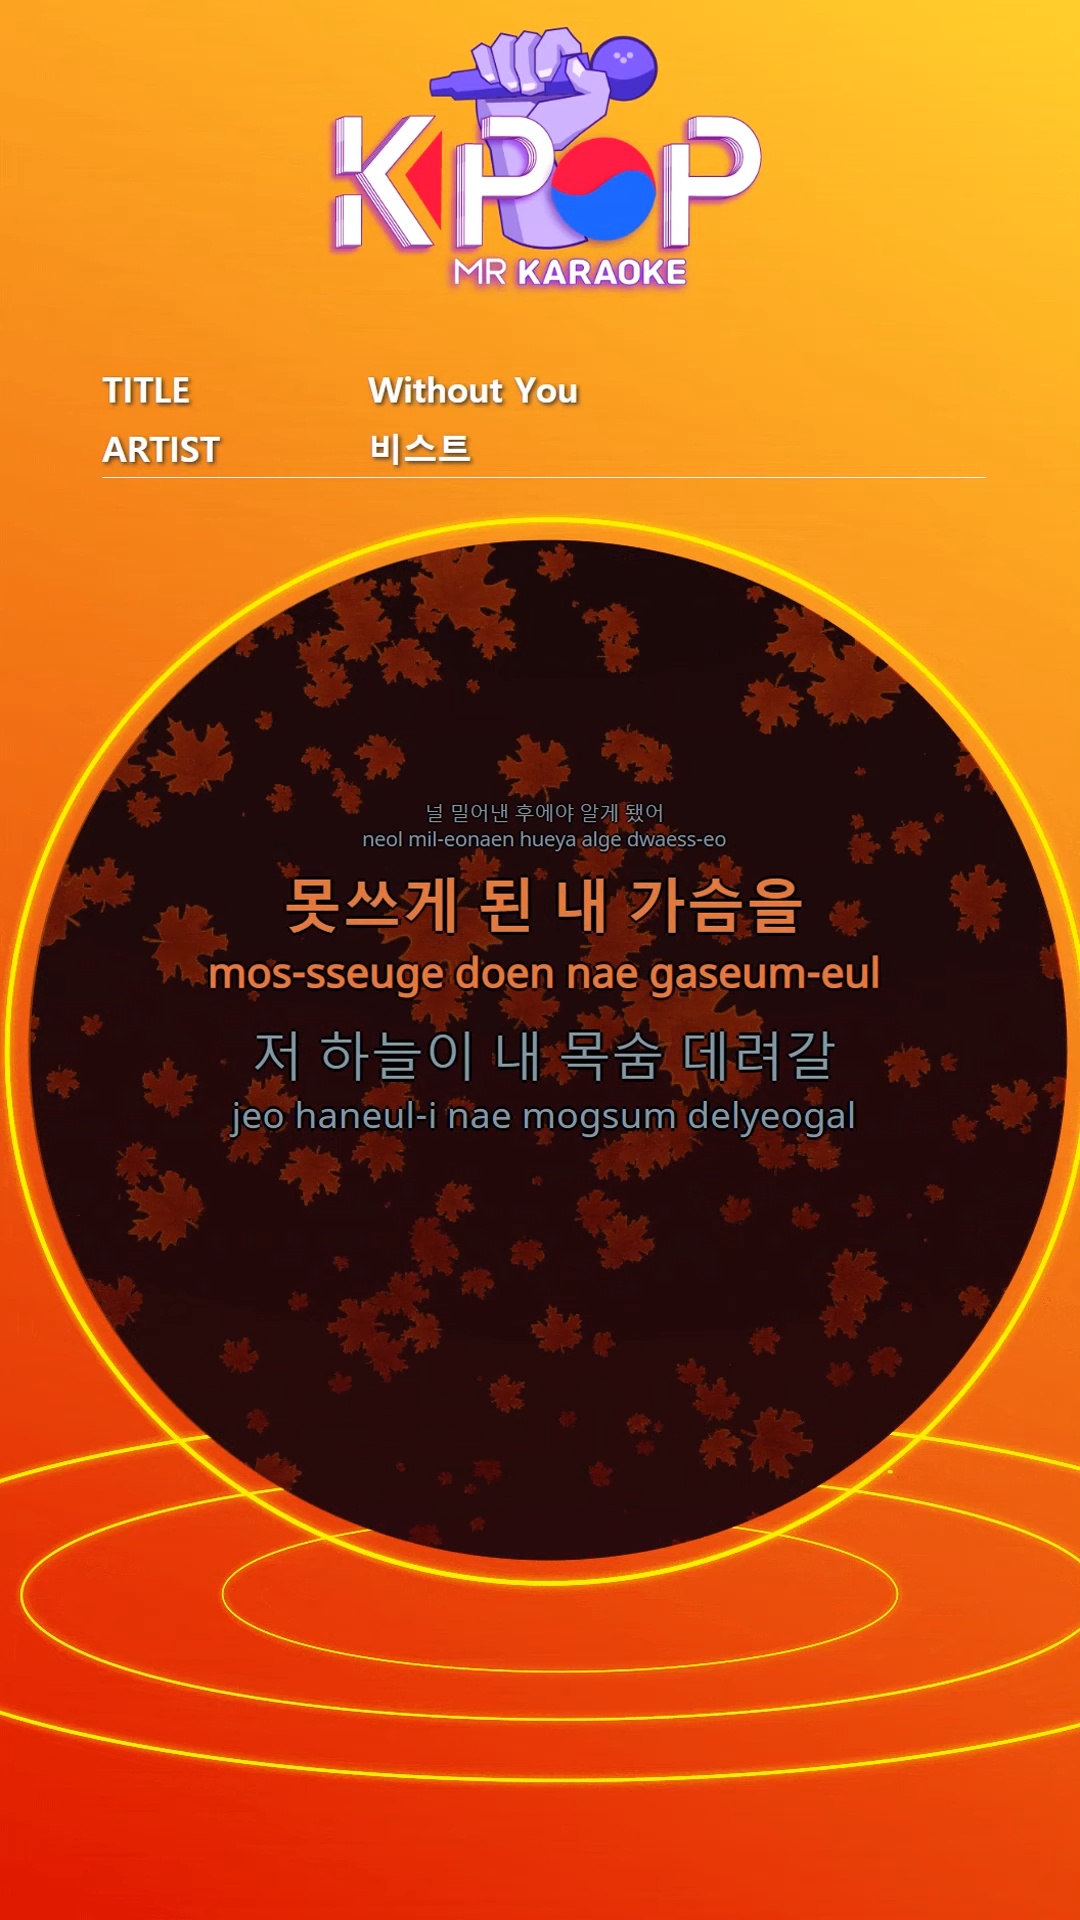 KPOP
MR KARAOKE
TITLE Without You
ARTIST 비스트
널 밀어낸 후에야 알게 됐어
neol mil-eonaen hueya alge dwaess-eo
못쓰게 된 내 가슴을
mos-sseuge doen nae gaseum-eul
저 하늘이 내 목숨 데려갈
jeo haneul-i nae mogsum delyeogal